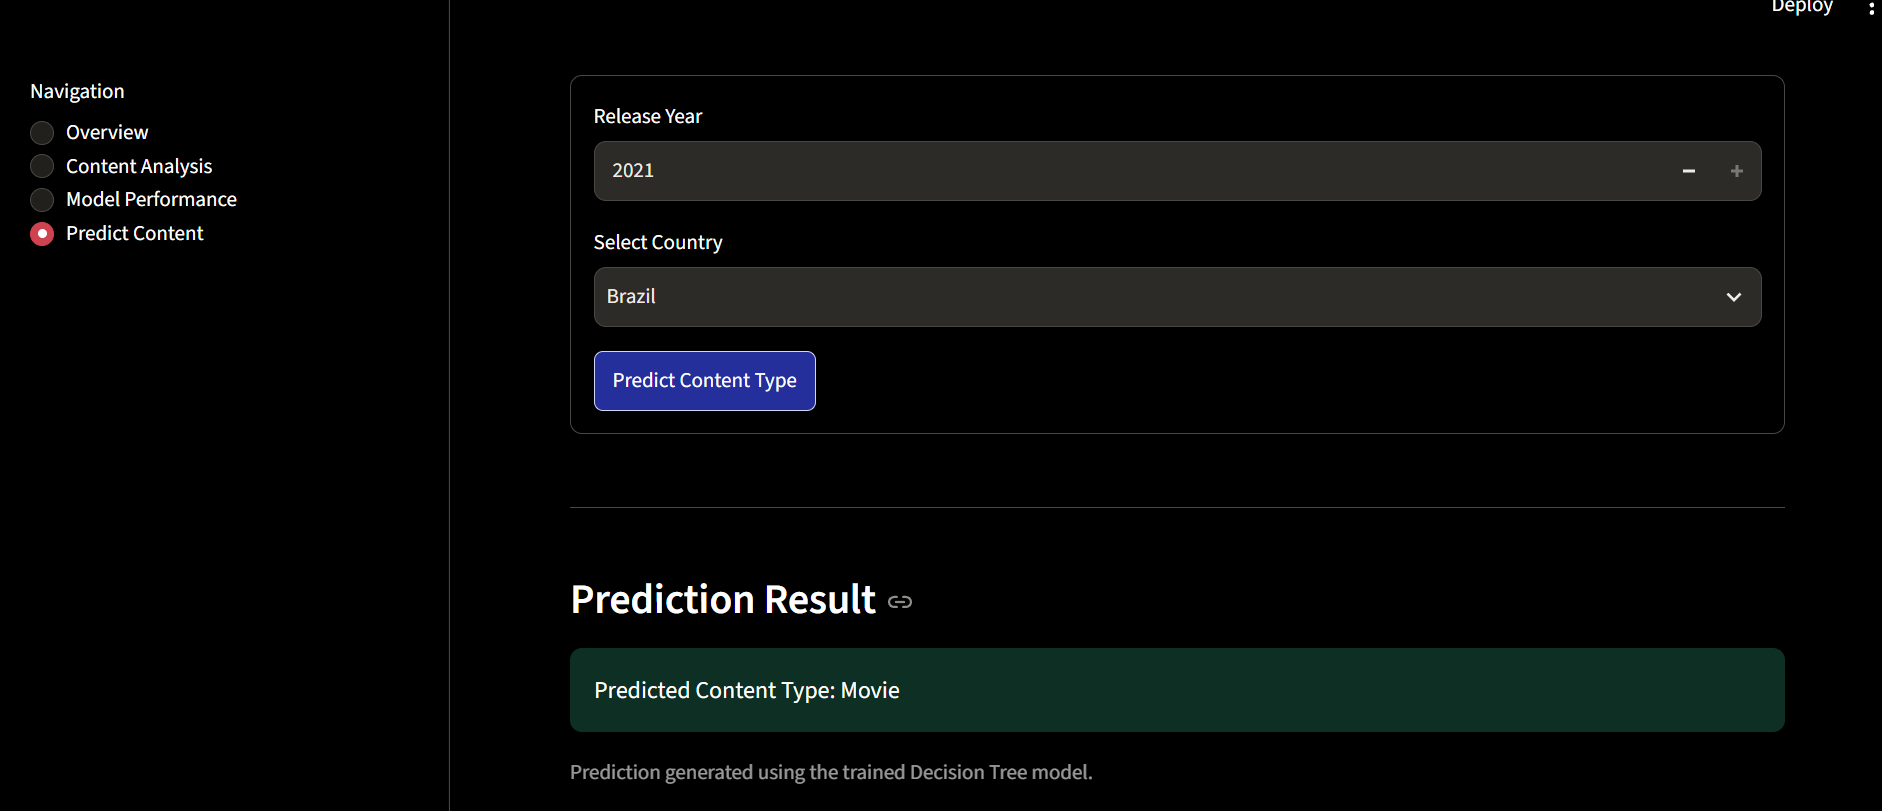 Deploy
Navigation
Overview
Content Analysis
Model Performance
Predict Content
Release Year
2021
Select Country
Brazil
Predict Content Type
Prediction Result
Predicted Content Type: Movie
Prediction generated using the trained Decision Tree model.